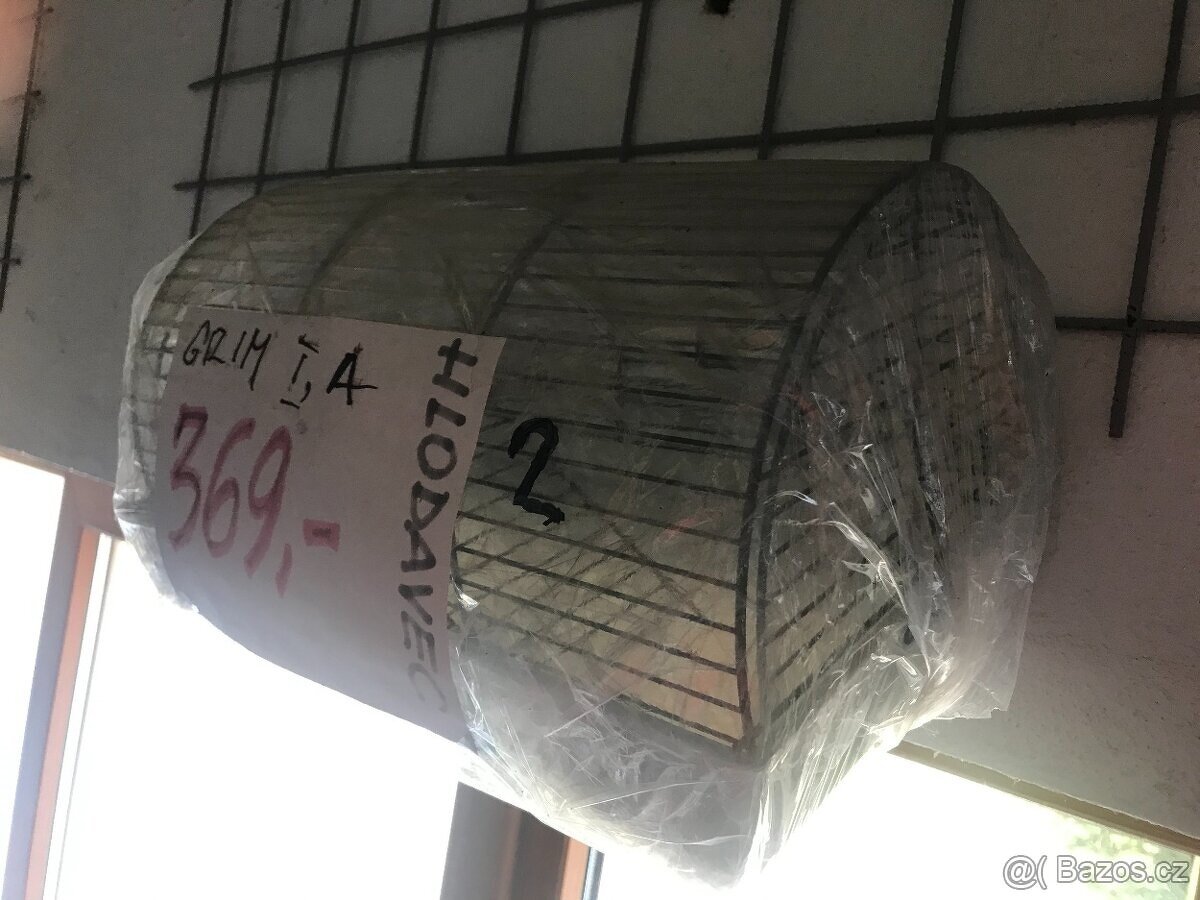 GRIM I, A
369,-
HLODAVEC
2
@( Bazos.cz